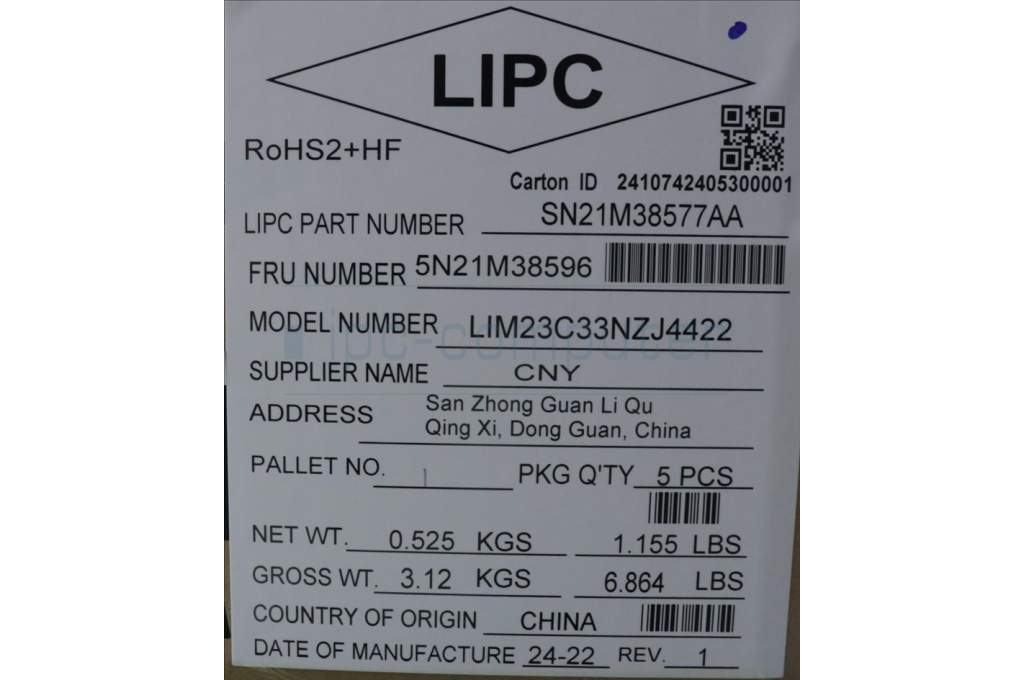 LIPC
RoHS2+HF
Carton ID 2410742405300001
LIPC PART NUMBER SN21M38577AA
FRU NUMBER 5N21M38596
MODEL NUMBER LIM23C33NZJ4422
ipc-computer
SUPPLIER NAME CNY
ADDRESS San Zhong Guan Li Qu
Qing Xi, Dong Guan, China
PALLET NO. 1 PKG Q'TY 5 PCS
NET WT. 0.525 KGS 1.155 LBS
GROSS WT. 3.12 KGS 6.864 LBS
COUNTRY OF ORIGIN CHINA
DATE OF MANUFACTURE 24-22 REV. 1